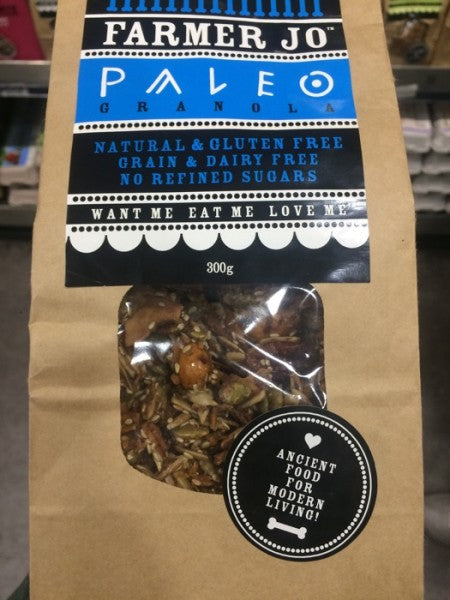 FARMER JO™
PALEO
GRANOLA
NATURAL & GLUTEN FREE
GRAIN & DAIRY FREE
NO REFINED SUGARS
WANT ME EAT ME LOVE ME
300g
ANCIENT
FOOD
FOR
MODERN
LIVING!